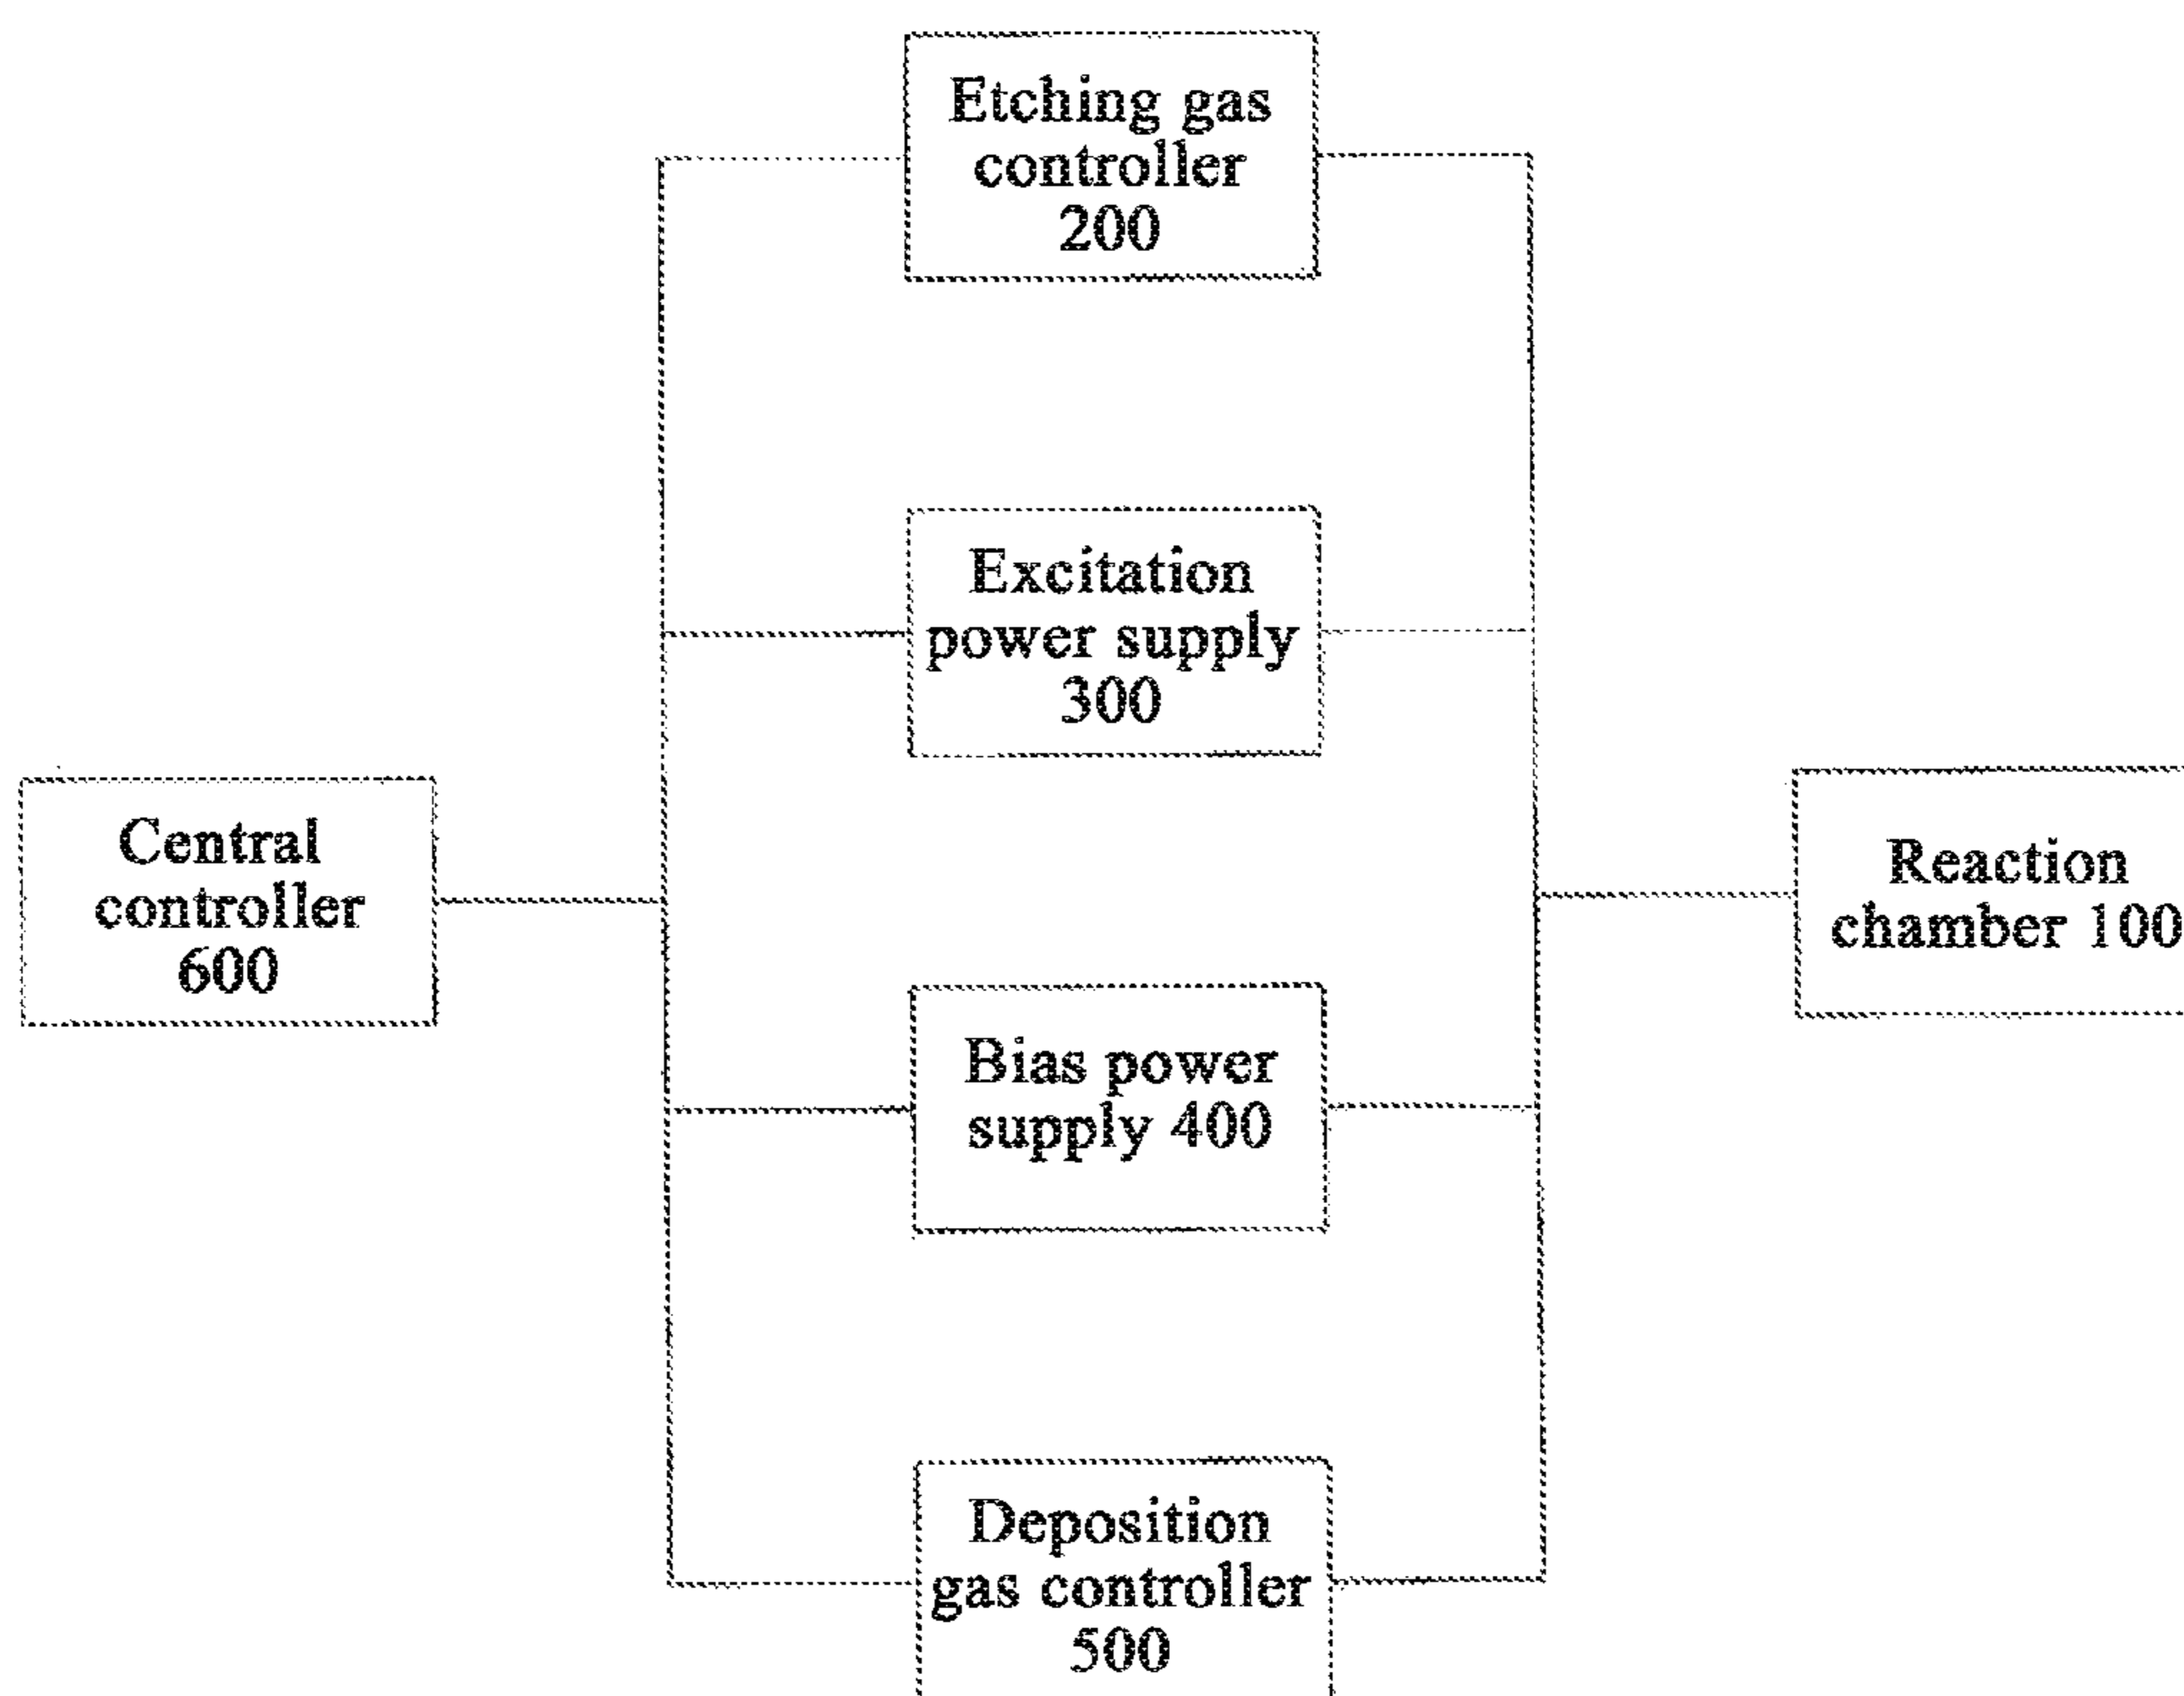 Etching gas
controller
200
Excitation
power supply
300
Central
controller
600
Reaction
chamber 100
Bias power
supply 400
Deposition
gas controller
500